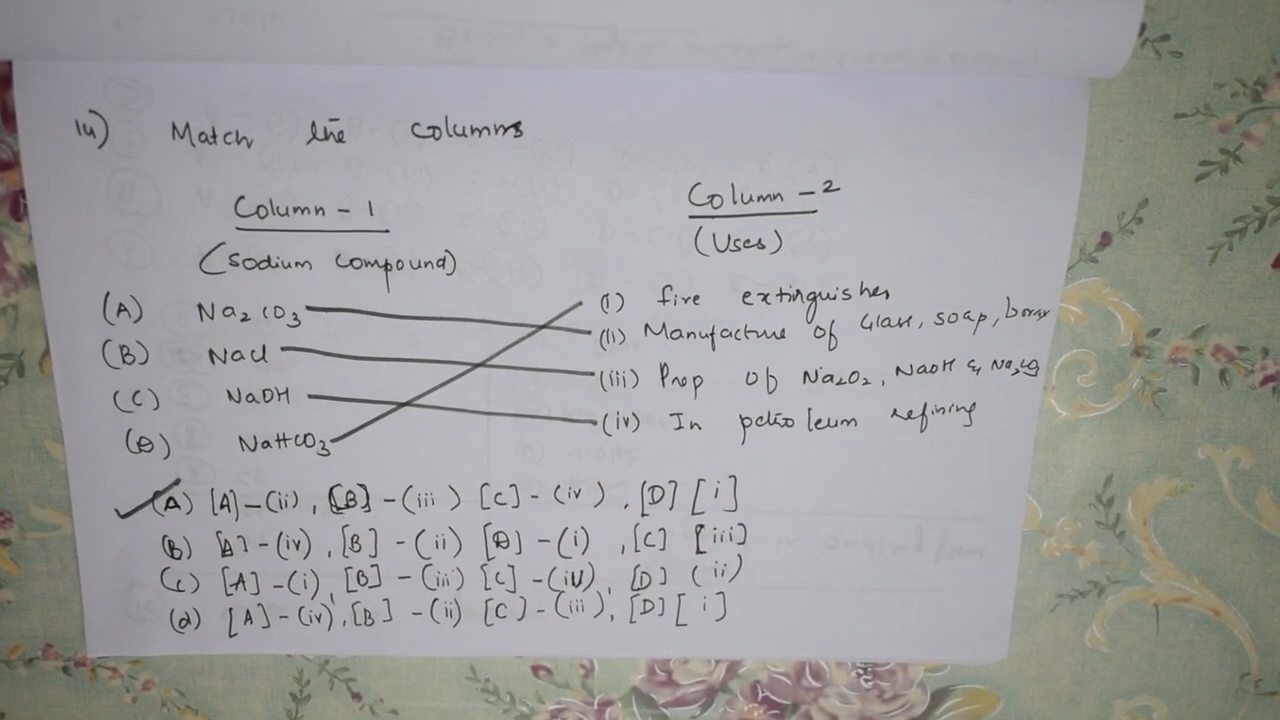 14) Match the columns
Column - 1 Column - 2
(Sodium compound) (Uses)
(A) Na2CO3 (i) fire extinguisher
(B) Nacl (ii) Manufacture of Glass, soap, borax
(C) NaOH (iii) Prep of Na2O2, NaOH & Na2CO3
(D) NaHCO3 (iv) In petroleum refining
(A) [A]-(ii), [B]-(iii) [C]-(iv), [D] [i]
(B) [A]-(iv), [B]-(ii) [D]-(i), [C] [iii]
(C) [A]-(i), [B]-(iii) [C]-(iv), [D] (ii)
(d) [A]-(iv), [B]-(ii) [C]-(iii), [D] [i]